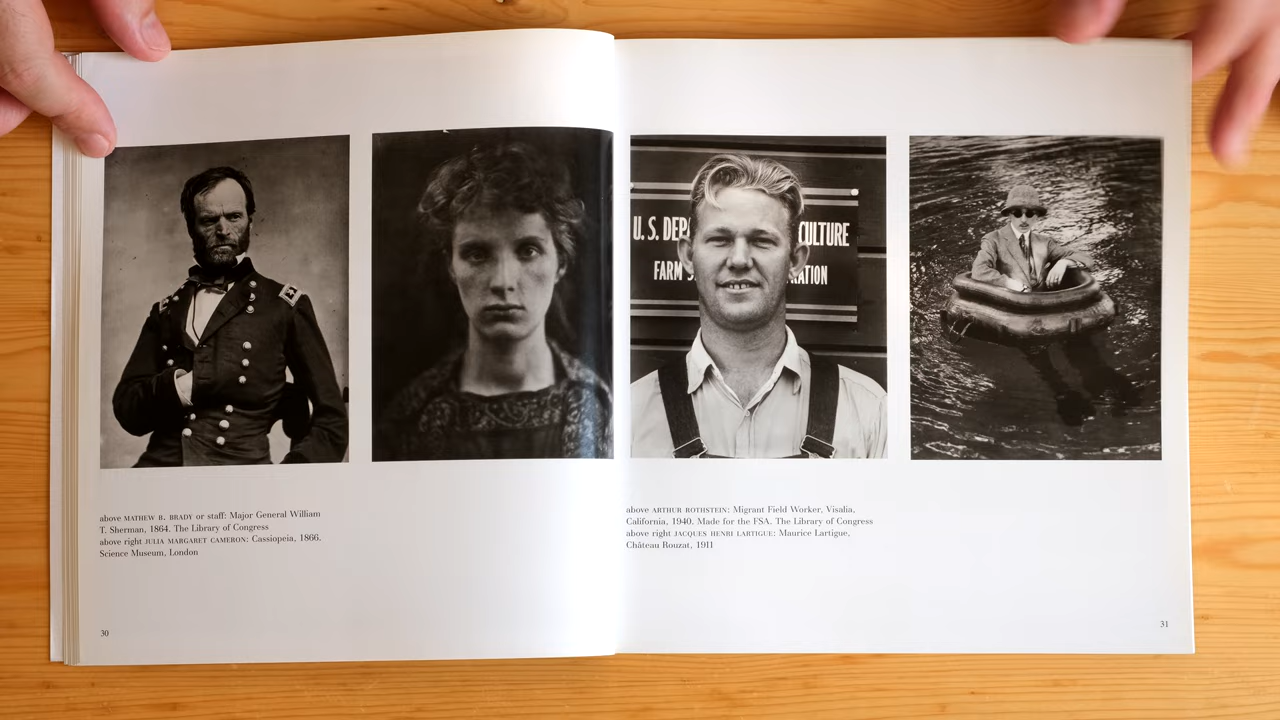 U. S. DEP CULTURE
FARM S RATION
above MATHEW B. BRADY or staff: Major General William
T. Sherman, 1864. The Library of Congress
above right JULIA MARGARET CAMERON: Cassiopeia, 1866.
Science Museum, London
30
above ARTHUR ROTHSTEIN: Migrant Field Worker, Visalia,
California, 1940. Made for the FSA. The Library of Congress
above right JACQUES HENRI LARTIGUE: Maurice Lartigue,
Château Rouzat, 1911
31